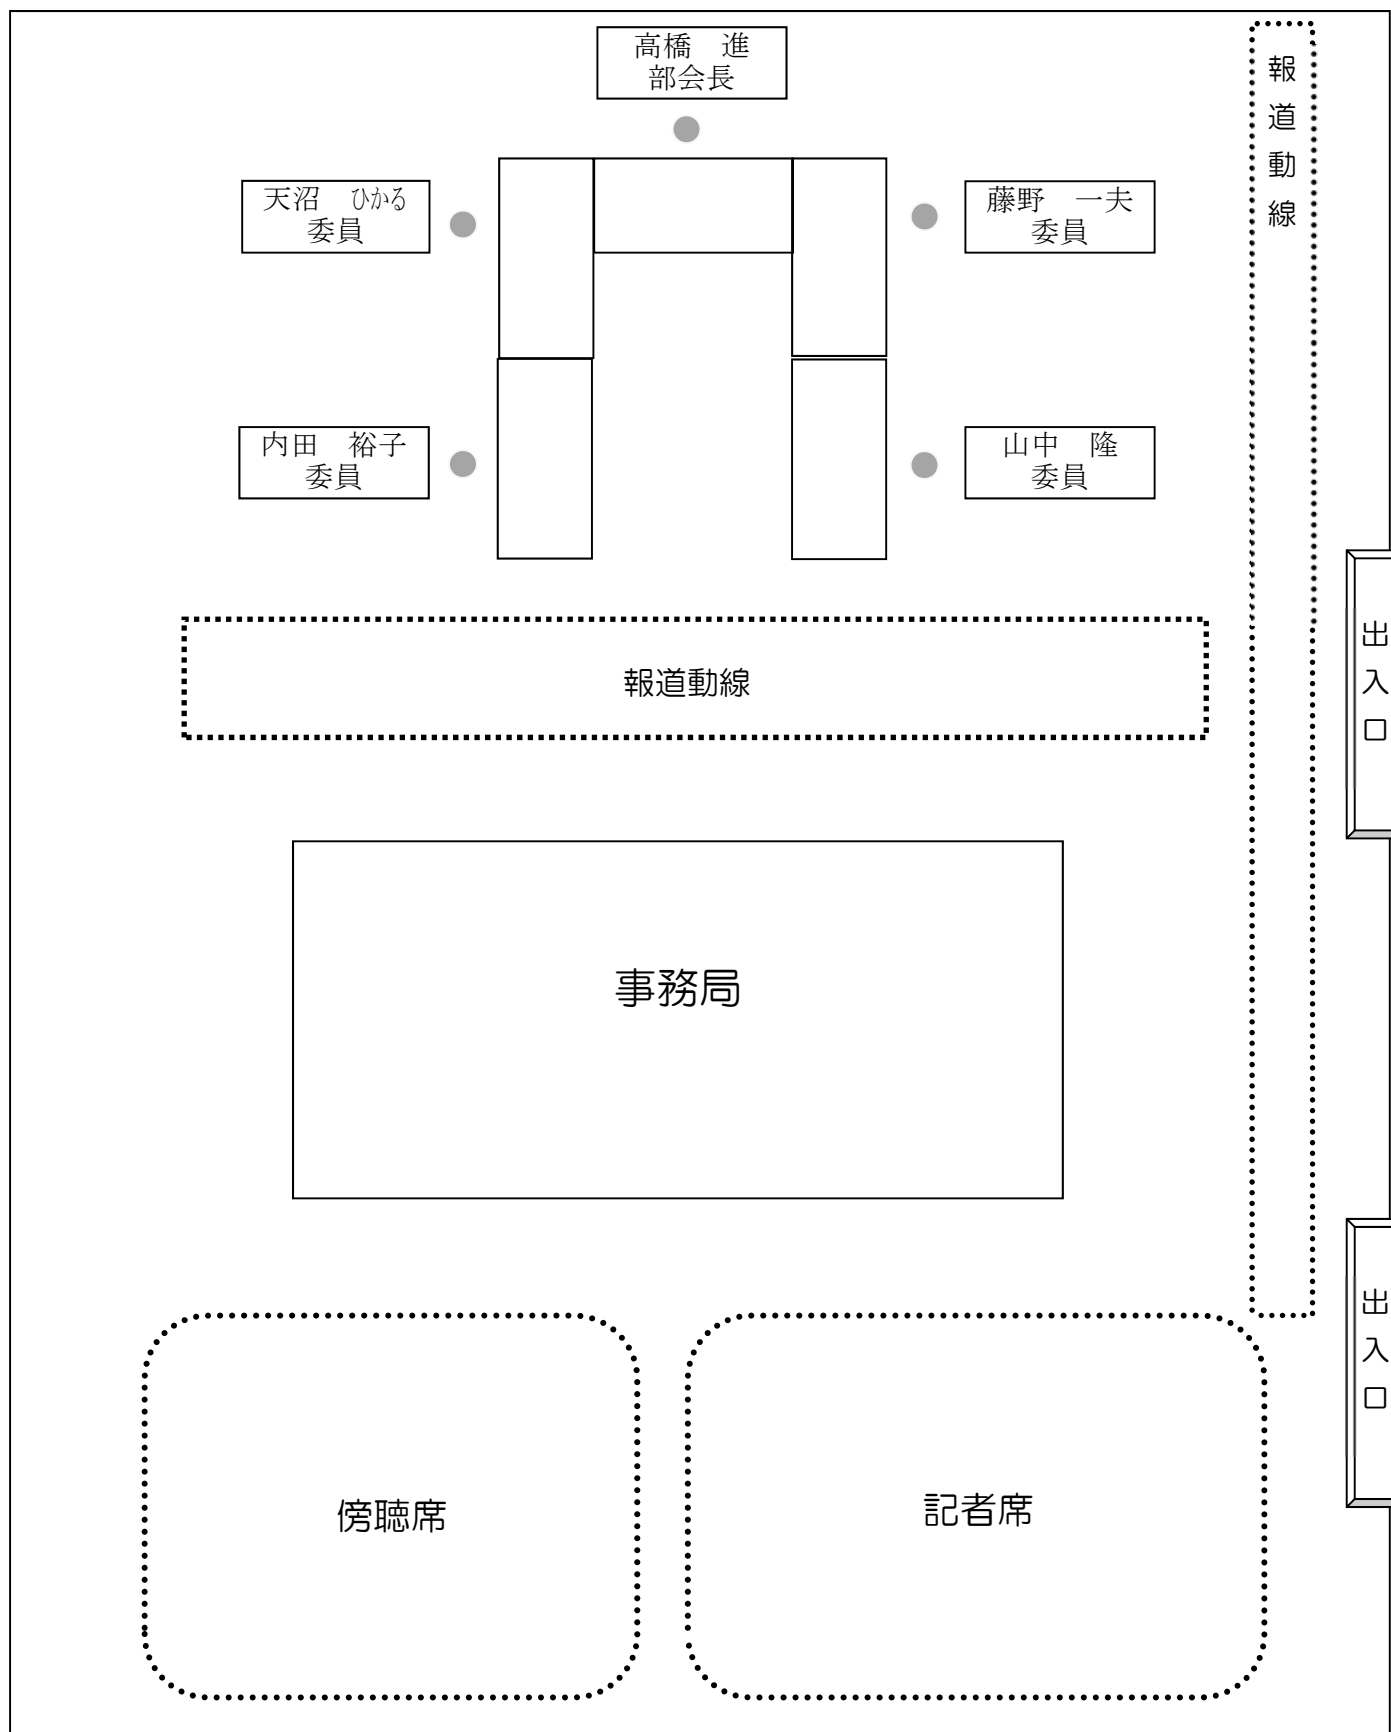 高橋　進
部会長
報道動線
天沼　ひかる
委員
藤野　一夫
委員
内田　裕子
委員
山中　隆
委員
出入口
報道動線
事務局
出入口
傍聴席
記者席